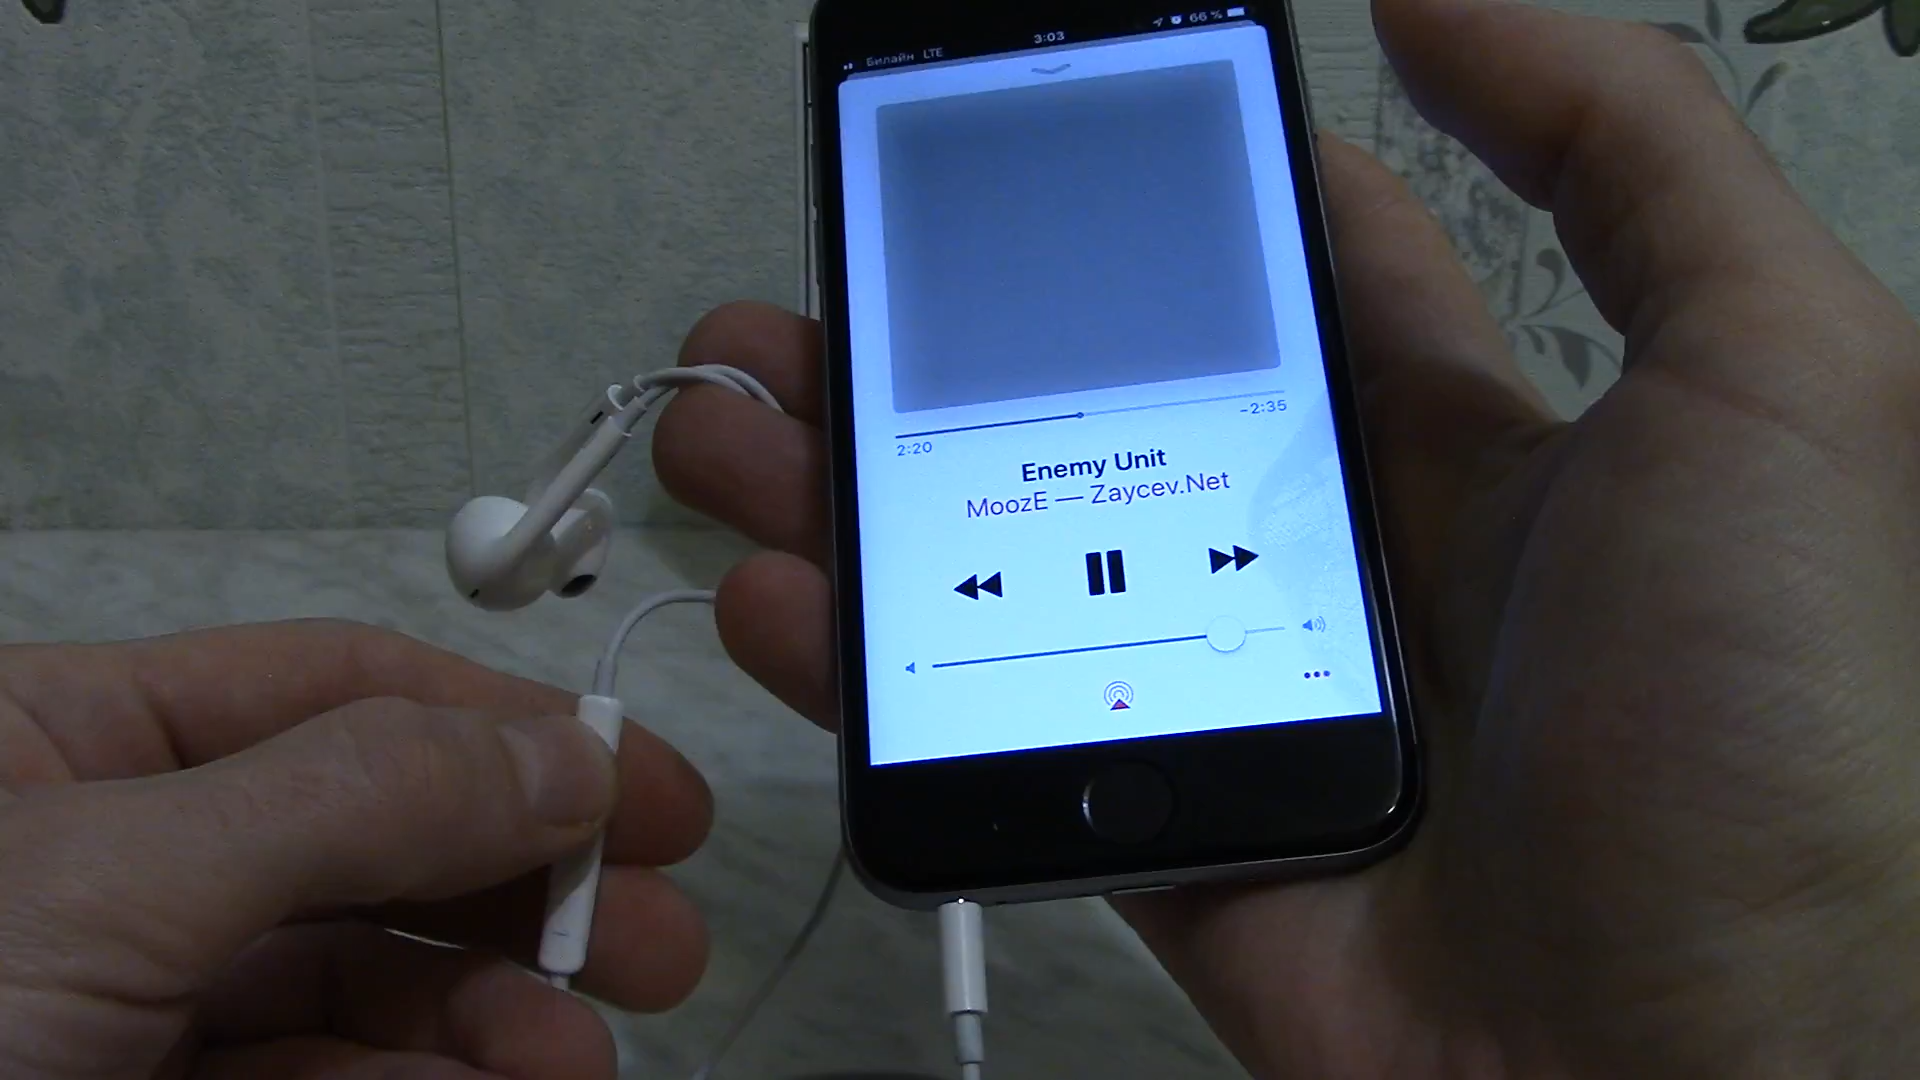 3:03
66 %
Билайн LTE
2:20
-2:35
Enemy Unit
MoozE — Zaycev.Net